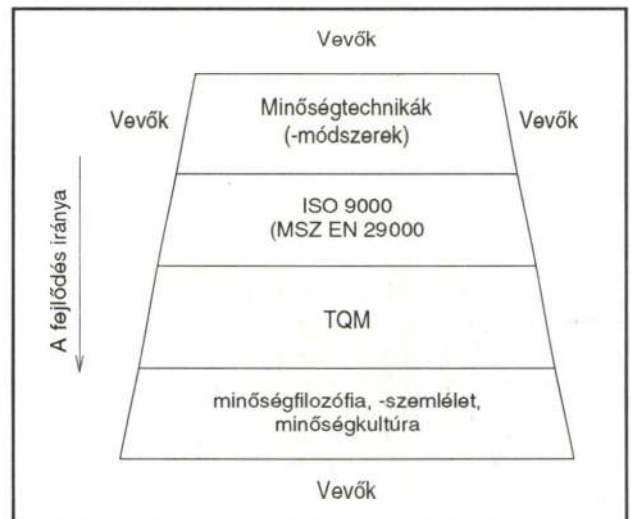 Vevők
Vevők
Minőségtechnikák
(-módszerek)
Vevők
ISO 9000
(MSZ EN 29000
A fejlődés iránya
TQM
minőségfilozófia, -szemlélet,
minőségkultúra
Vevők